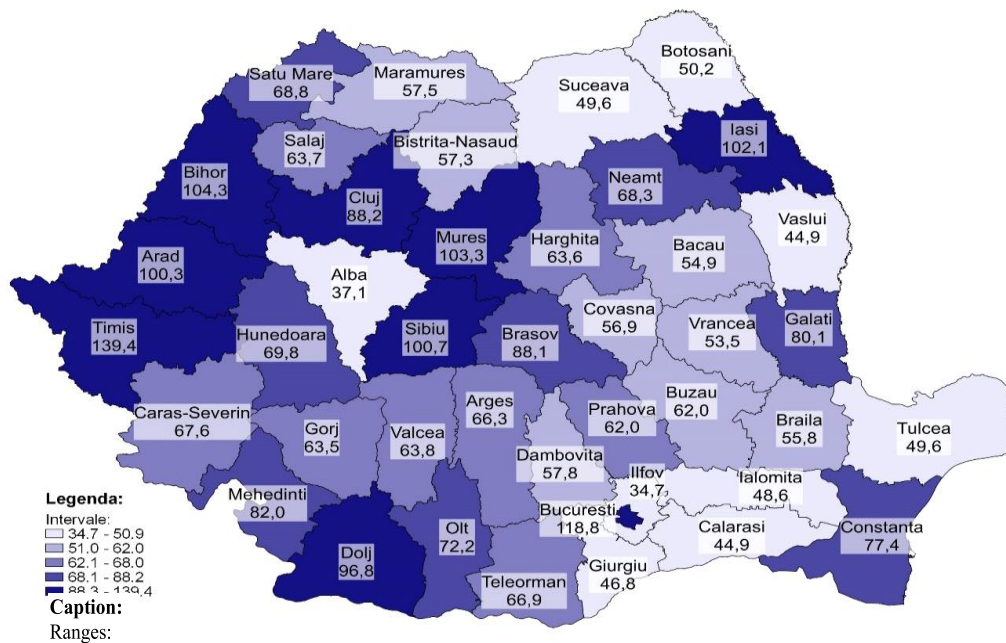 Botosani
50,2
Satu Mare
68,8
Maramures
57,5
Suceava
49,6
Iasi
102,1
Salaj
63,7
Bistrita-Nasaud
57,3
Bihor
104,3
Cluj
88,2
Neamt
68,3
Vaslui
44,9
Mures
103,3
Harghita
63,6
Bacau
54,9
Arad
100,3
Alba
37,1
Timis
139,4
Hunedoara
69,8
Sibiu
100,7
Brasov
88,1
Covasna
56,9
Vrancea
53,5
Galati
80,1
Caras-Severin
67,6
Gorj
63,5
Valcea
63,8
Arges
66,3
Prahova
62,0
Buzau
62,0
Braila
55,8
Tulcea
49,6
Dambovita
57,8
Ilfov
34,7
Ialomita
48,6
Mehedinti
82,0
Bucuresti
118,8
Olt
72,2
Calarasi
44,9
Constanta
77,4
Dolj
96,8
Teleorman
66,9
Giurgiu
46,8
Legenda:
Intervale:
34.7 - 50.9
51.0 - 62.0
62.1 - 68.0
68.1 - 88.2
88.3 - 139.4
Caption:
Ranges: